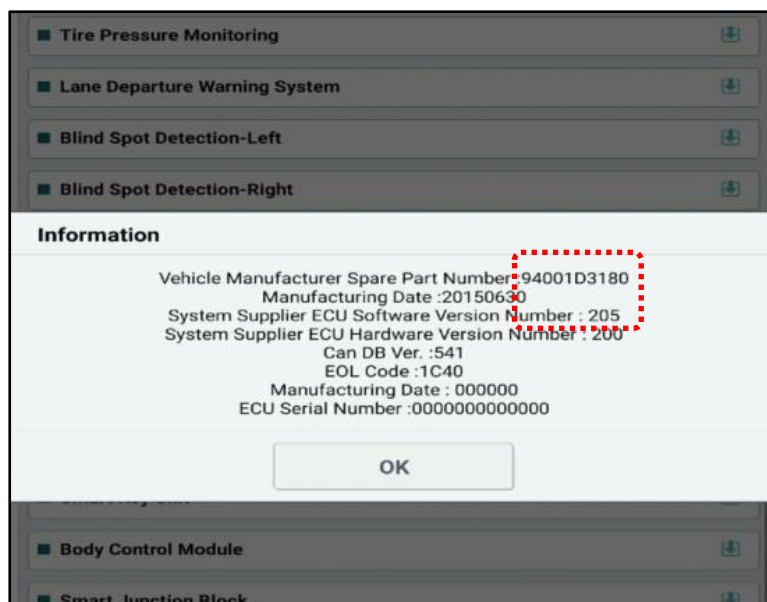 Tire Pressure Monitoring
Lane Departure Warning System
Blind Spot Detection-Left
Blind Spot Detection-Right
Information
Vehicle Manufacturer Spare Part Number :94001D3180
Manufacturing Date :20150630
System Supplier ECU Software Version Number : 205
System Supplier ECU Hardware Version Number : 200
Can DB Ver. :541
EOL Code :1C40
Manufacturing Date : 000000
ECU Serial Number :0000000000000
OK
Body Control Module
Smart Junction Block